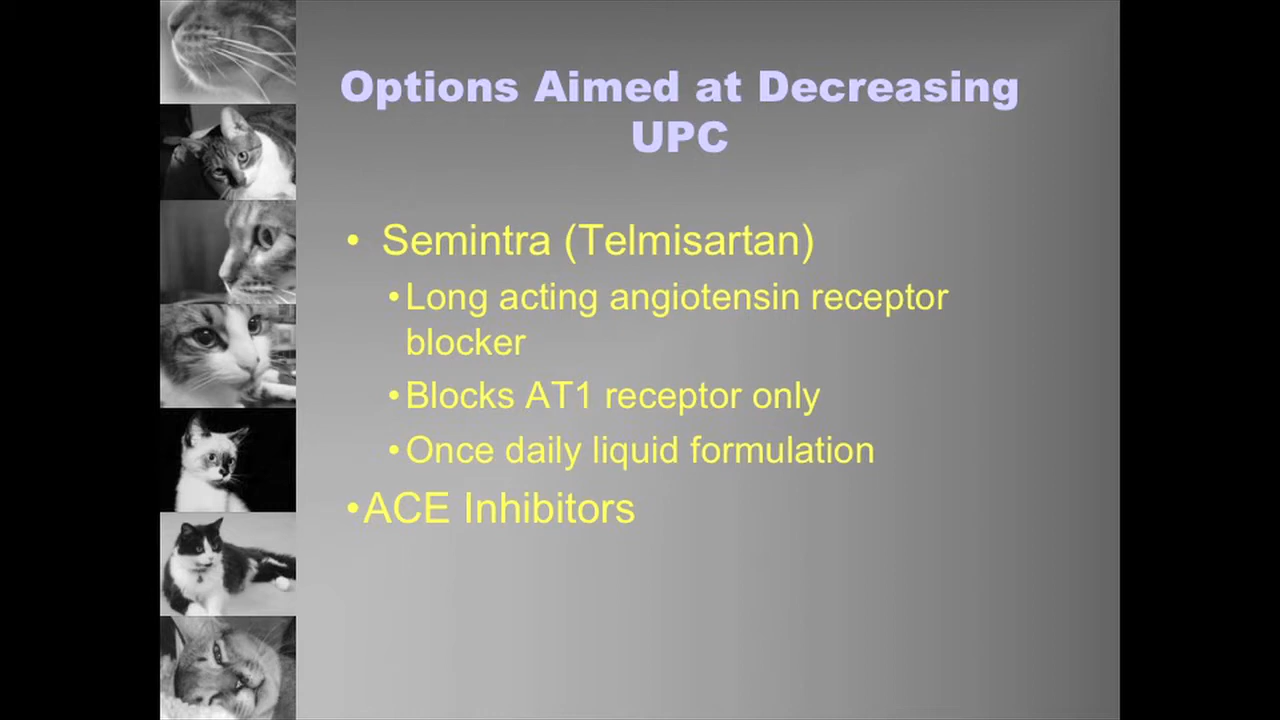 Options Aimed at Decreasing
UPC
• Semintra (Telmisartan)
•Long acting angiotensin receptor
blocker
•Blocks AT1 receptor only
•Once daily liquid formulation
•ACE Inhibitors